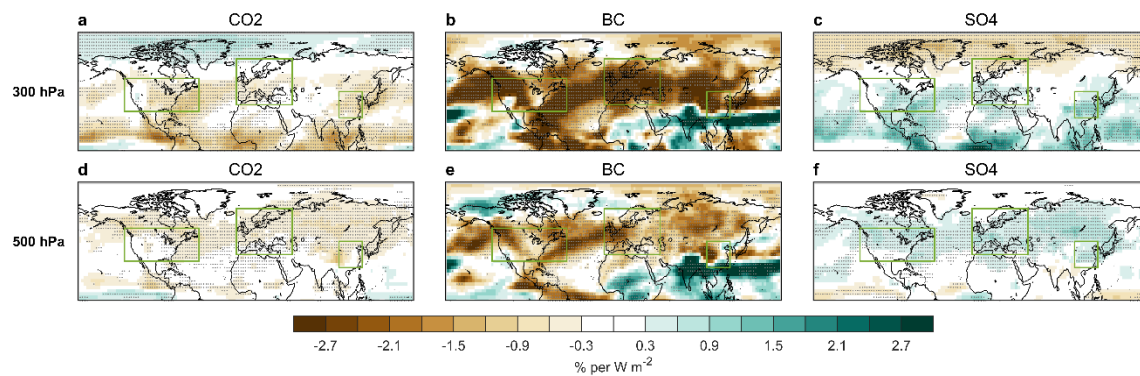 a CO2 b BC c SO4
300 hPa
d CO2 e BC f SO4
500 hPa
-2.7 -2.1 -1.5 -0.9 -0.3 0.3 0.9 1.5 2.1 2.7
% per W m⁻²